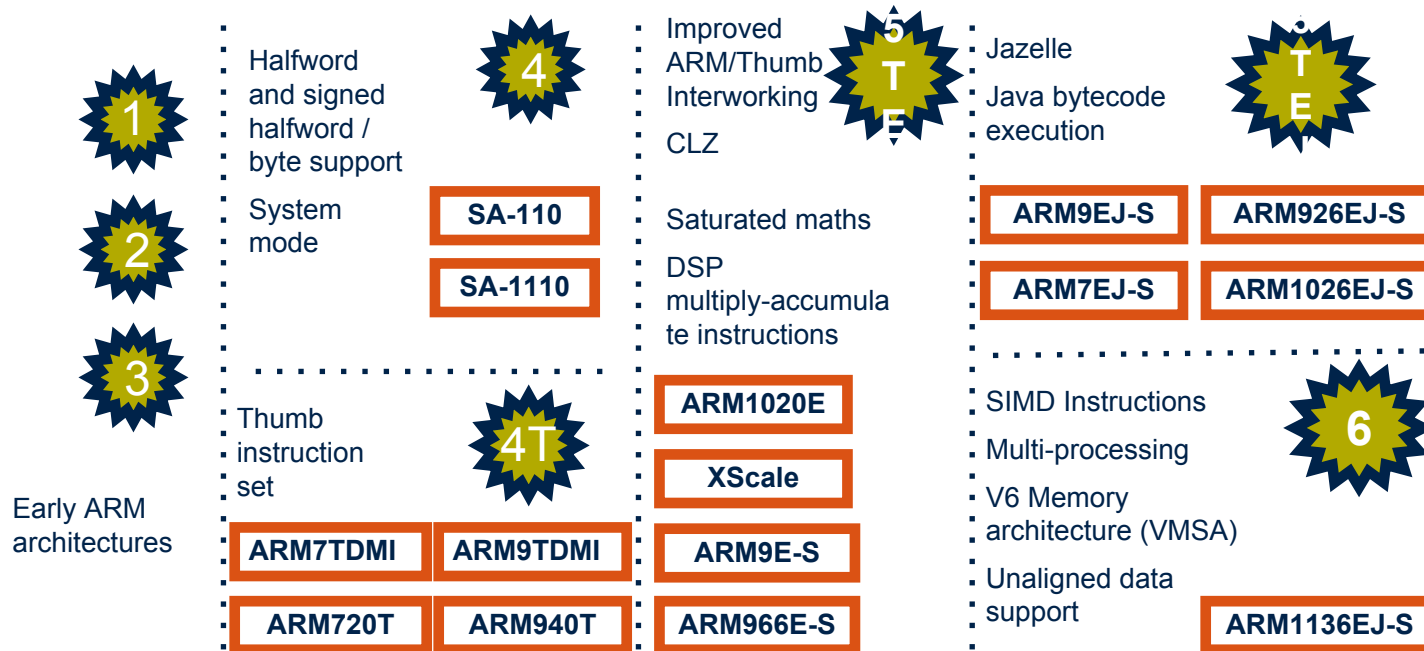 1
2
3
Early ARM
architectures
Halfword
and signed
halfword /
byte support
System
mode
4
SA-110
SA-1110
Thumb
instruction
set
4T
ARM7TDMI
ARM9TDMI
ARM720T
ARM940T
Improved
ARM/Thumb
Interworking
CLZ
5
T
E
Saturated maths
DSP
multiply-accumula
te instructions
ARM1020E
XScale
ARM9E-S
ARM966E-S
Jazelle
Java bytecode
execution
T
E
ARM9EJ-S
ARM926EJ-S
ARM7EJ-S
ARM1026EJ-S
SIMD Instructions
Multi-processing
V6 Memory
architecture (VMSA)
Unaligned data
support
6
ARM1136EJ-S